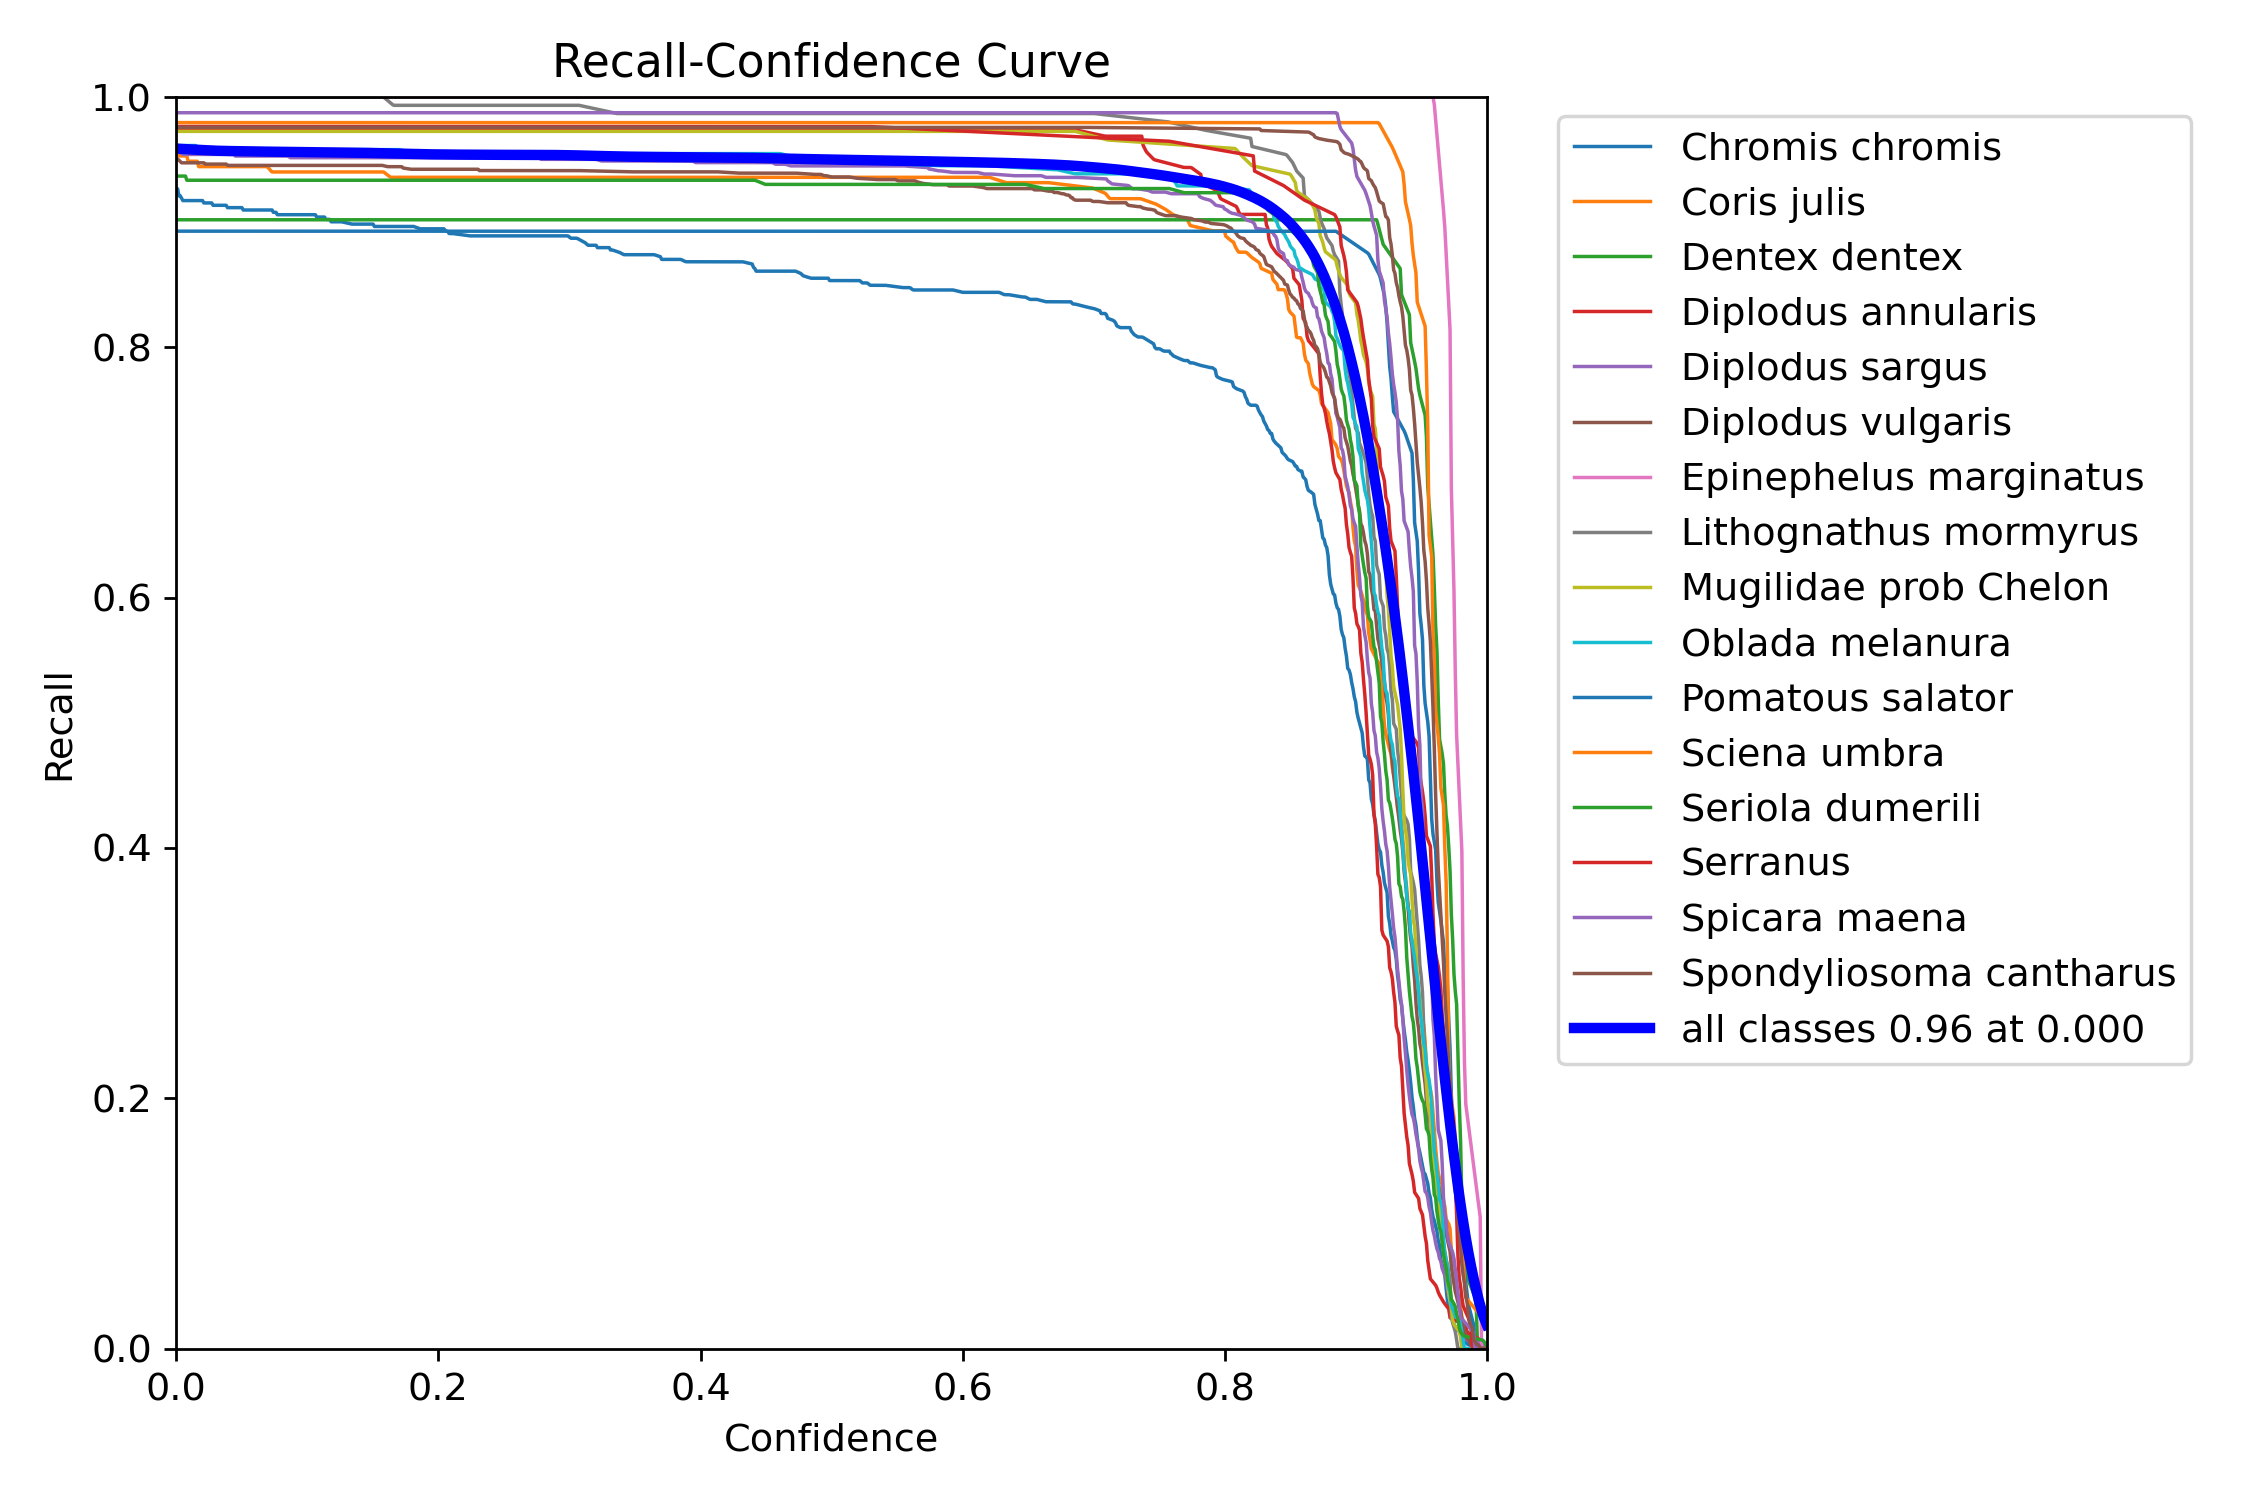 Recall-Confidence Curve
1.0
0.8
0.6
0.4
0.2
0.0
Recall
0.0 0.2 0.4 0.6 0.8 1.0
Confidence
Chromis chromis
Coris julis
Dentex dentex
Diplodus annularis
Diplodus sargus
Diplodus vulgaris
Epinephelus marginatus
Lithognathus mormyrus
Mugilidae prob Chelon
Oblada melanura
Pomatous salator
Sciena umbra
Seriola dumerili
Serranus
Spicara maena
Spondyliosoma cantharus
all classes 0.96 at 0.000